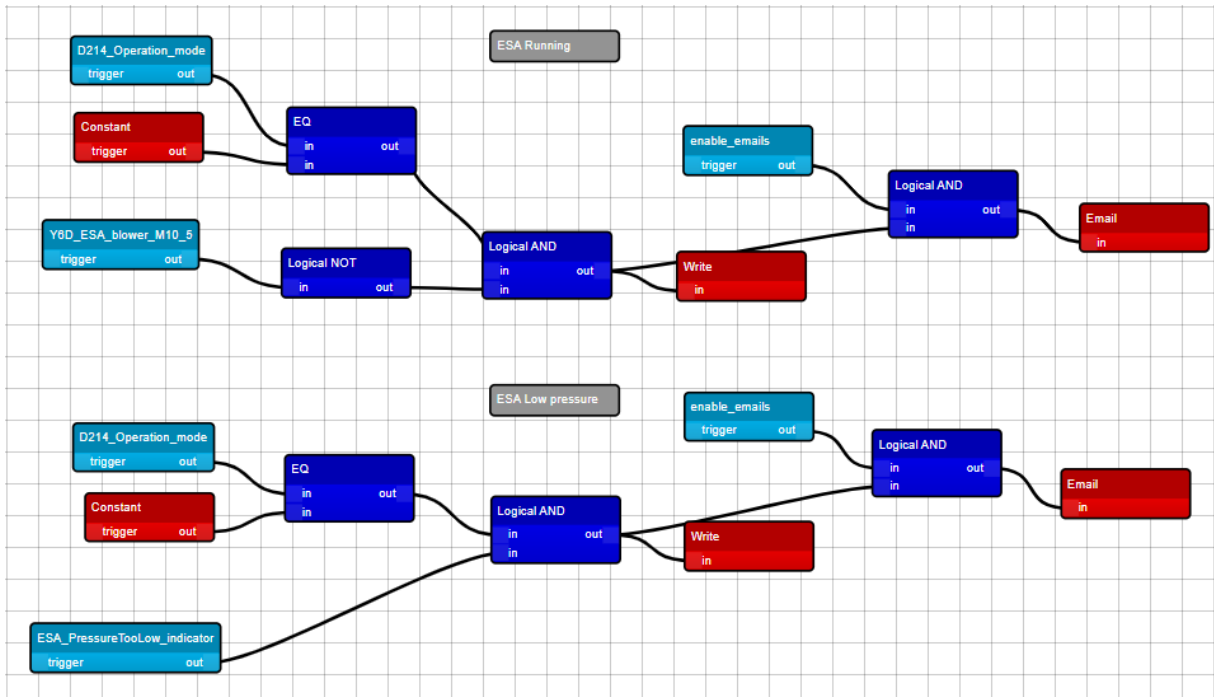 D214_Operation_mode
trigger out
ESA Running
Constant
trigger out
EQ
in out
in
enable_emails
trigger out
Logical AND
in out
in
Email
in
Y6D_ESA_blower_M10_5
trigger out
Logical NOT
in out
Logical AND
in out
in
Write
in
ESA Low pressure
D214_Operation_mode
trigger out
Constant
trigger out
EQ
in out
in
enable_emails
trigger out
Logical AND
in out
in
Email
in
Logical AND
in out
in
Write
in
ESA_PressureTooLow_indicator
trigger out